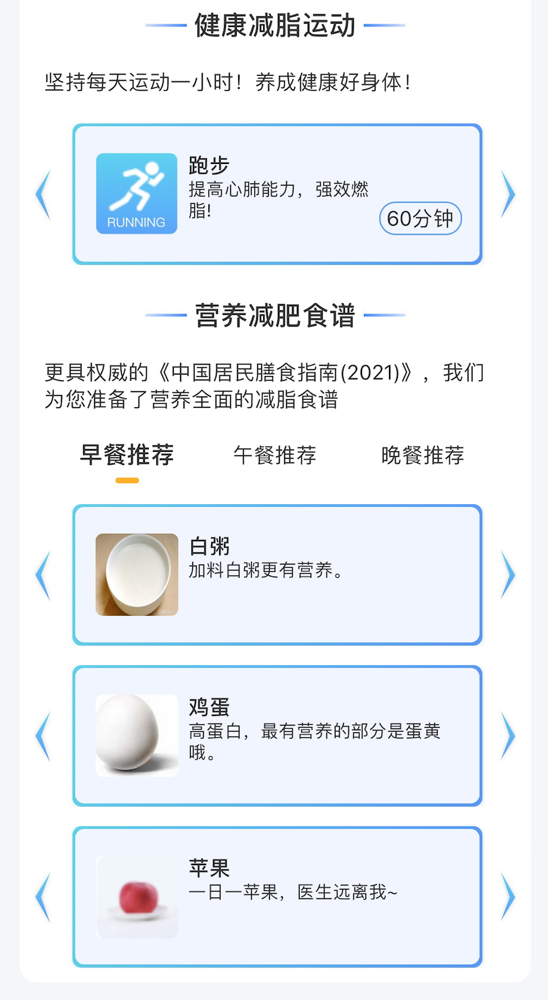 健康减脂运动
坚持每天运动一小时！养成健康好身体！
跑步
提高心肺能力，强效燃
脂!
RUNNING
60分钟
营养减肥食谱
更具权威的《中国居民膳食指南(2021)》，我们
为您准备了营养全面的减脂食谱
早餐推荐
午餐推荐
晚餐推荐
白粥
加料白粥更有营养。
鸡蛋
高蛋白，最有营养的部分是蛋黄
哦。
苹果
一日一苹果，医生远离我~